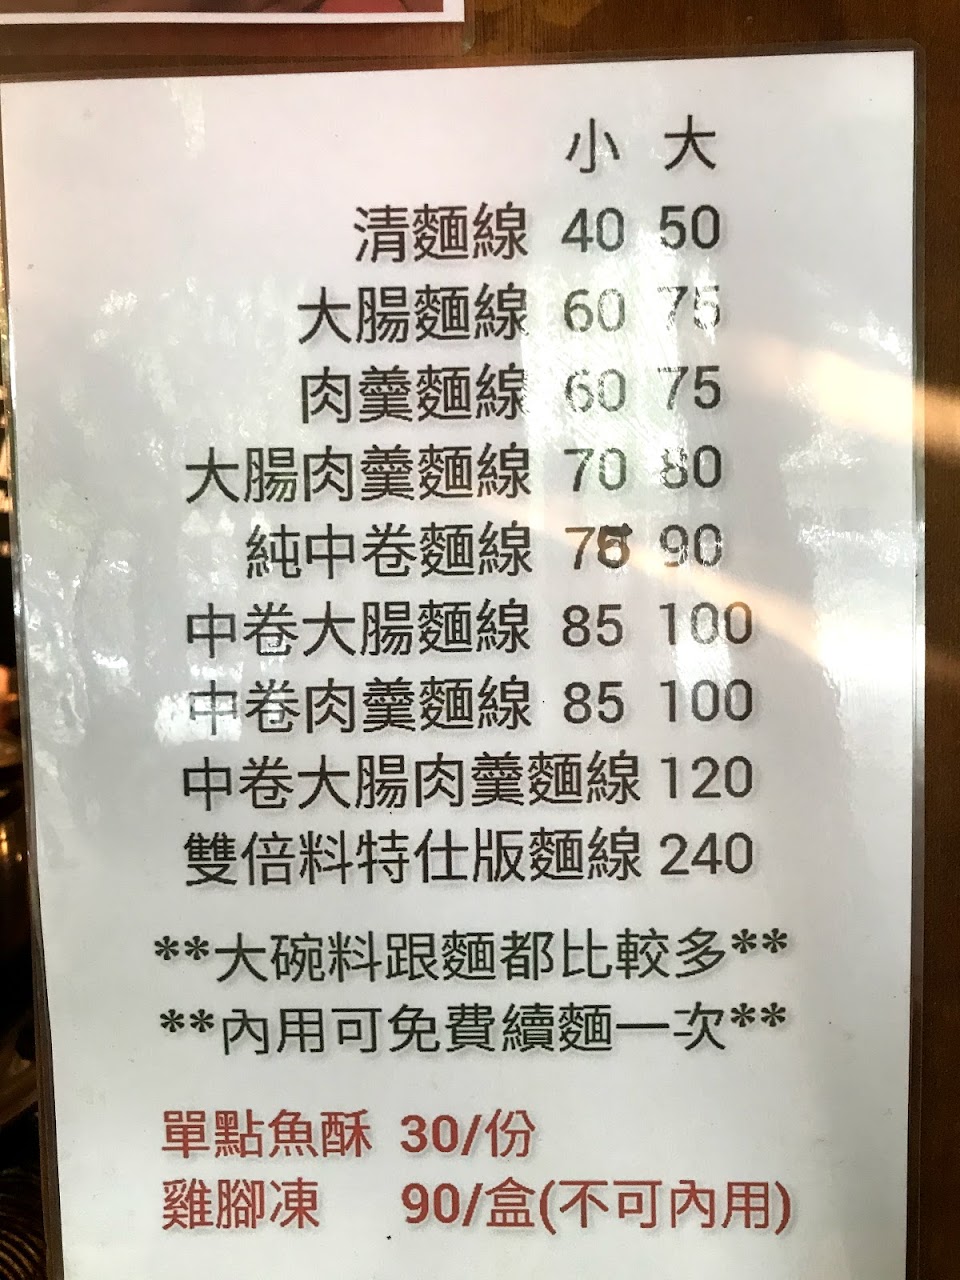 小 大
清麵線 40 50
大腸麵線 60 75
肉羹麵線 60 75
大腸肉羹麵線 70 80
純中卷麵線 75 90
中卷大腸麵線 85 100
中卷肉羹麵線 85 100
中卷大腸肉羹麵線 120
雙倍料特仕版麵線 240
**大碗料跟麵都比較多**
**內用可免費續麵一次**
單點魚酥 30/份
雞腳凍 90/盒(不可內用)